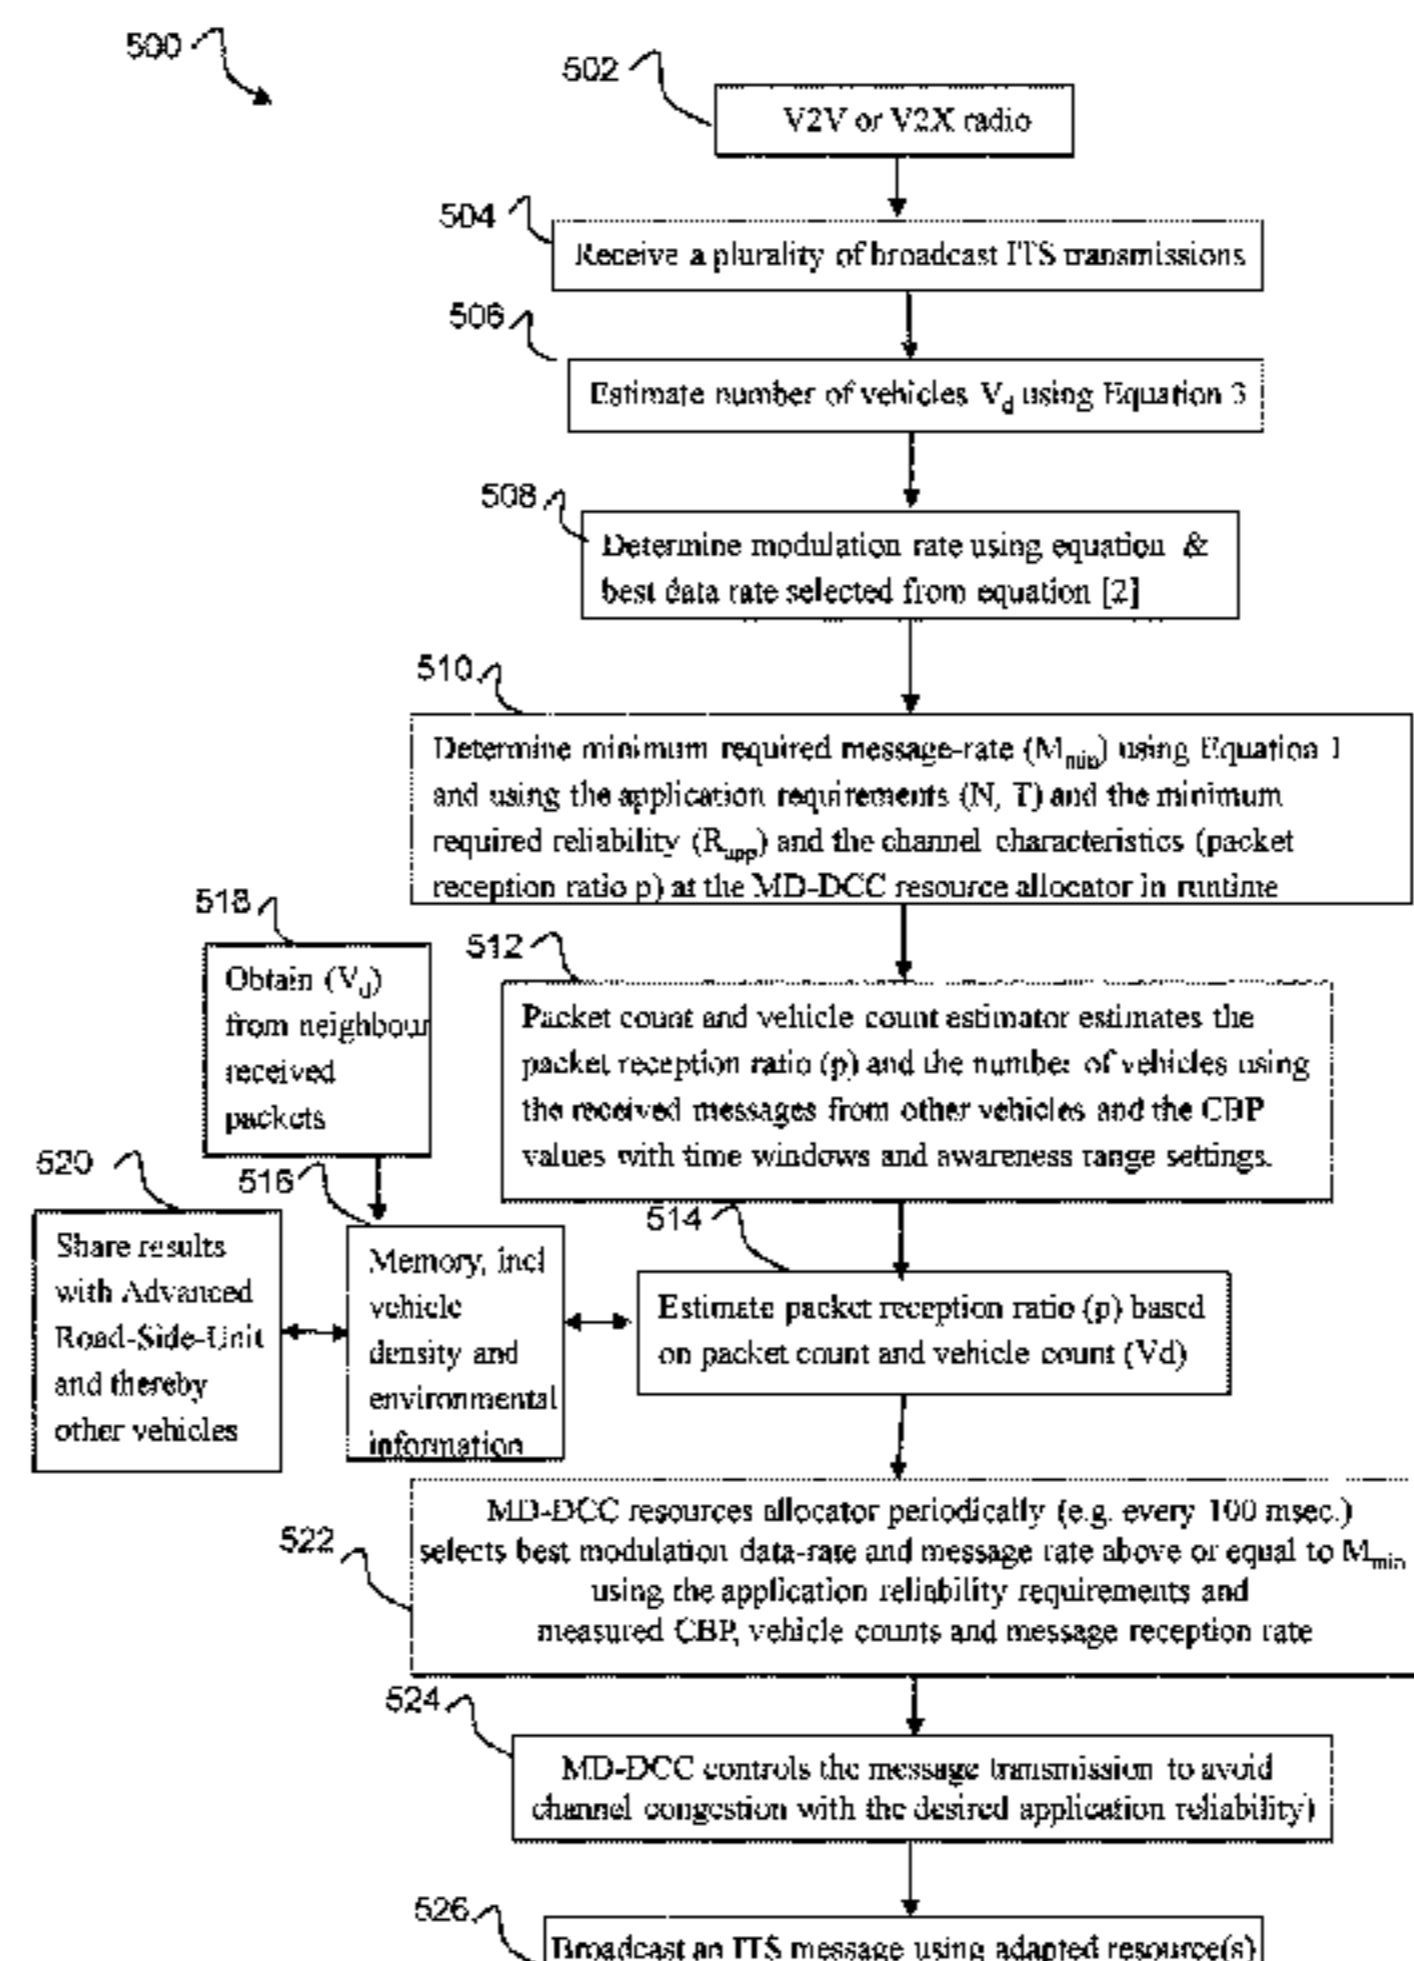 500
502
V2V or V2X radio
504
Receive a plurality of broadcast ITS transmissions
506
Estimate number of vehicles Vd using Equation 3
508
Determine modulation rate using equation &
best data rate selected from equation [2]
510
Determine minimum required message-rate (Mmin) using Equation 1
and using the application requirements (N, T) and the minimum
required reliability (Rapp) and the channel characteristics (packet
reception ratio p) at the MD-DCC resource allocator in runtime
518
Obtain (Vd)
from neighbour
received
packets
512
Packet count and vehicle count estimator estimates the
packet reception ratio (p) and the number of vehicles using
the received messages from other vehicles and the CBP
values with time windows and awareness range settings.
520
Share results
with Advanced
Road-Side-Unit
and thereby
other vehicles
516
Memory, incl
vehicle
density and
environmental
information
514
Estimate packet reception ratio (p) based
on packet count and vehicle count (Vd)
522
MD-DCC resources allocator periodically (e.g. every 100 msec.)
selects best modulation data-rate and message rate above or equal to Mmin
using the application reliability requirements and
measured CBP, vehicle counts and message reception rate
524
MD-DCC controls the message transmission to avoid
channel congestion with the desired application reliability)
526
Broadcast an ITS message using adapted resource(s)